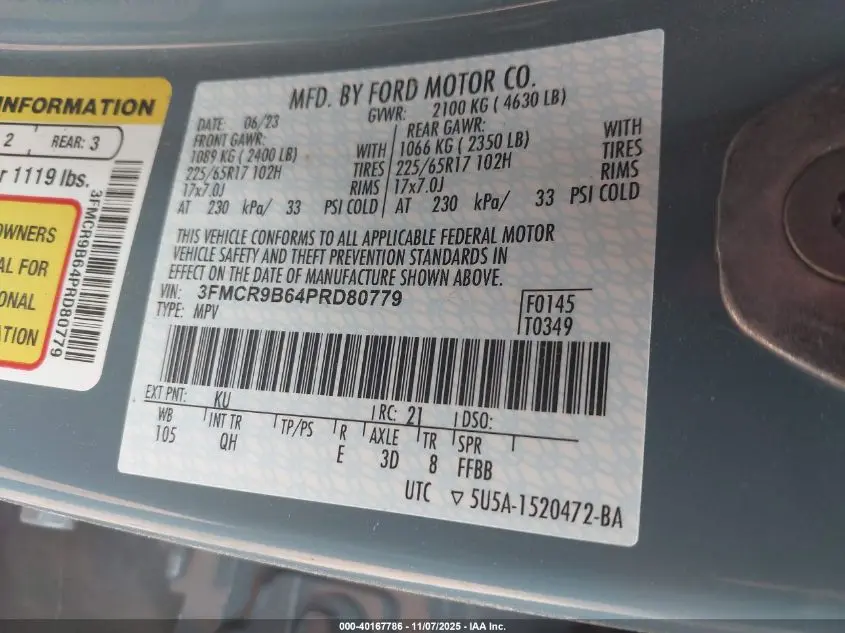 INFORMATION
2 REAR: 3
1119 lbs.
3FMCR9B64PRD80779
OWNERS
FOR
MFD. BY FORD MOTOR CO.
DATE: 06/23 GVWR: 2100 KG ( 4630 LB)
FRONT GAWR: REAR GAWR:
1089 KG ( 2400 LB) WITH 1066 KG ( 2350 LB) WITH
225/65R17 102H TIRES 225/65R17 102H TIRES
17x7.0J RIMS 17x7.0J RIMS
AT 230 kPa/ 33 PSI COLD AT 230 kPa/ 33 PSI COLD
THIS VEHICLE CONFORMS TO ALL APPLICABLE FEDERAL MOTOR
VEHICLE SAFETY AND THEFT PREVENTION STANDARDS IN
EFFECT ON THE DATE OF MANUFACTURE SHOWN ABOVE.
VIN: 3FMCR9B64PRD80779
TYPE: MPV
F0145
T0349
EXT PNT: KU RC: 21 DSO:
WB INT TR TP/PS R AXLE TR SPR
105 QH E 3D 8 FFBB
UTC ▽ 5U5A-1520472-BA
000-40167786 - 11/07/2025 - IAA Inc.